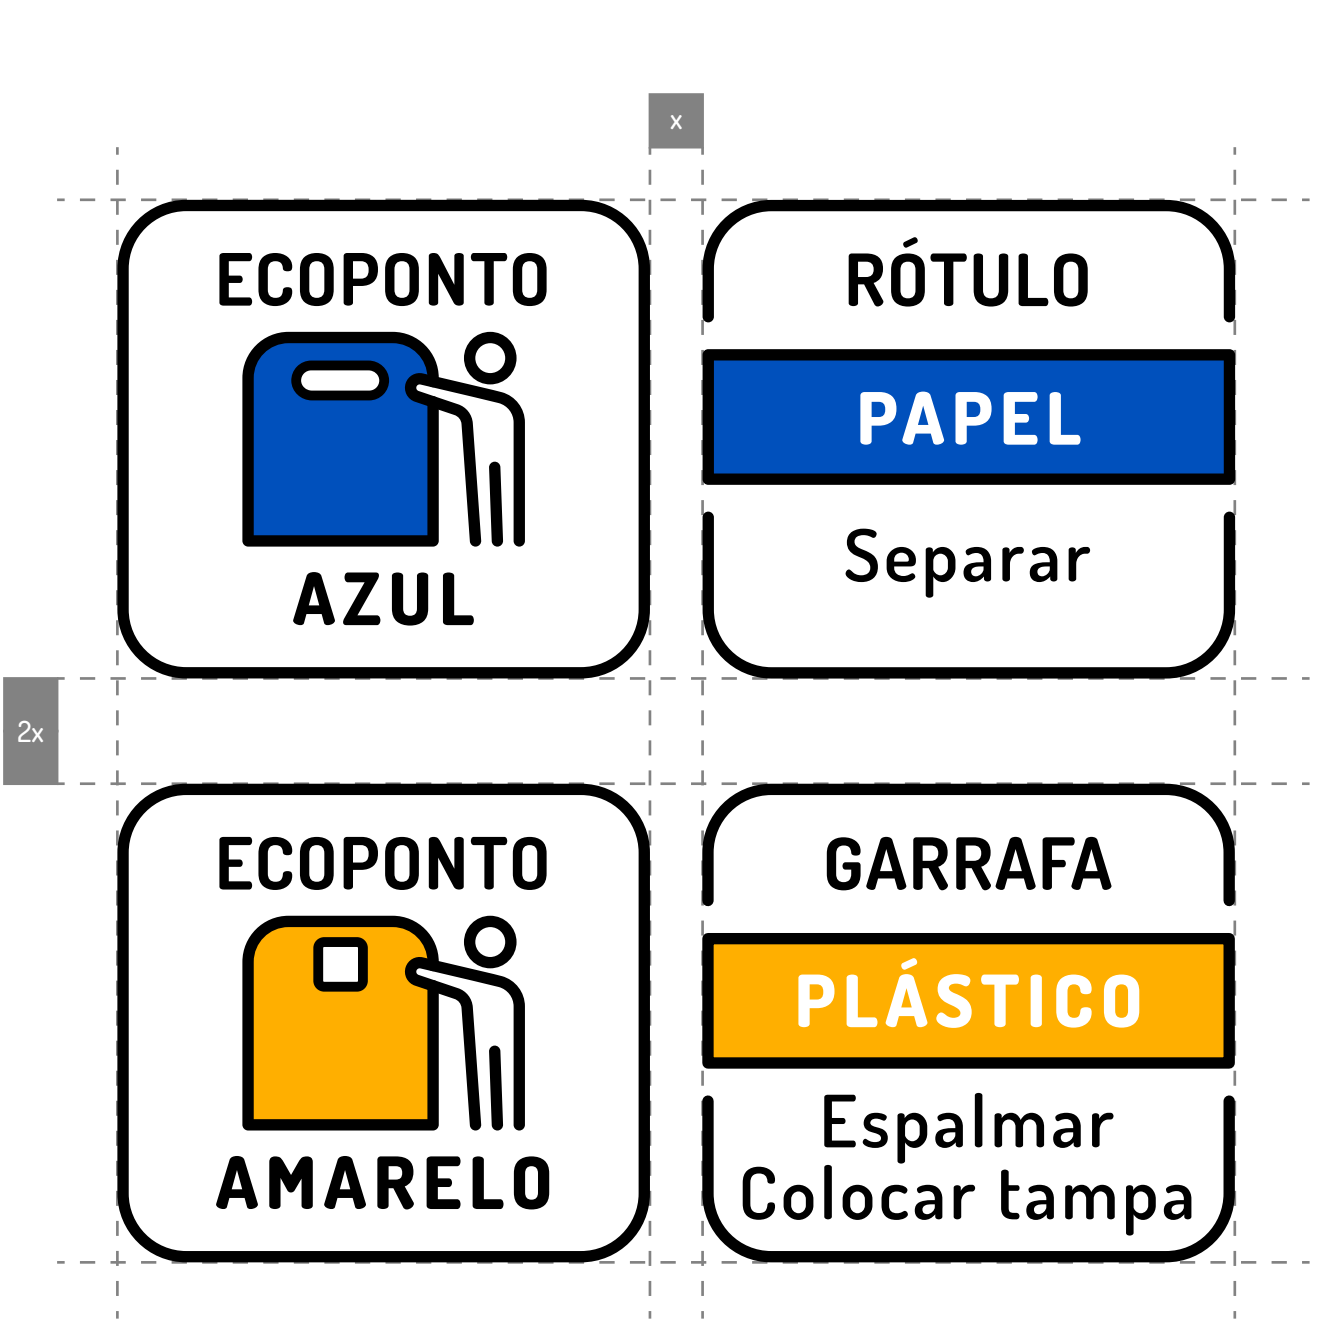 x
ECOPONTO
AZUL
RÓTULO
PAPEL
Separar
2x
ECOPONTO
AMARELO
GARRAFA
PLÁSTICO
Espalmar
Colocar tampa